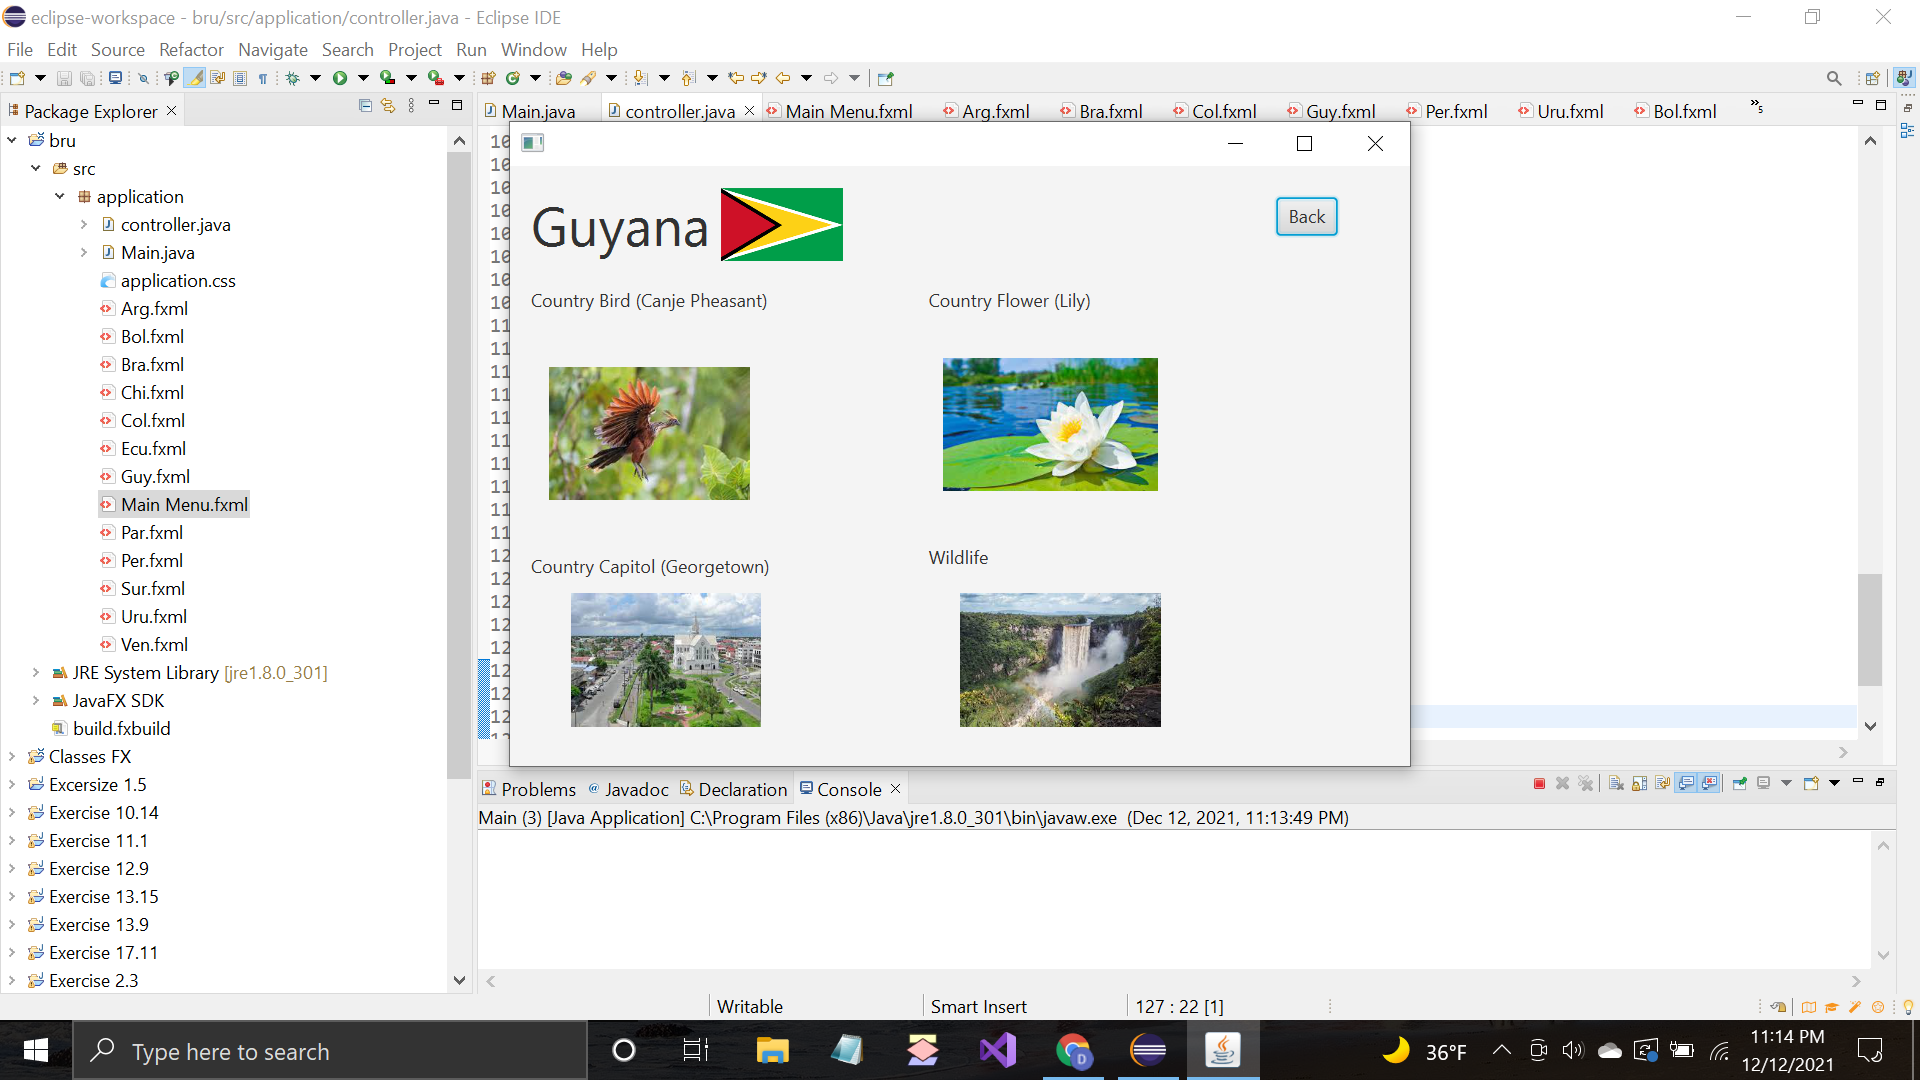 eclipse-workspace - bru/src/application/controller.java - Eclipse IDE
File Edit Source Refactor Navigate Search Project Run Window Help
Package Explorer
Main.java controller.java Main Menu.fxml Arg.fxml Bra.fxml Col.fxml Guy.fxml Per.fxml Uru.fxml Bol.fxml »5
bru
src
application
controller.java
Main.java
application.css
Arg.fxml
Bol.fxml
Bra.fxml
Chi.fxml
Col.fxml
Ecu.fxml
Guy.fxml
Main Menu.fxml
Par.fxml
Per.fxml
Sur.fxml
Uru.fxml
Ven.fxml
JRE System Library [jre1.8.0_301]
JavaFX SDK
build.fxbuild
Classes FX
Excersize 1.5
Exercise 10.14
Exercise 11.1
Exercise 12.9
Exercise 13.15
Exercise 13.9
Exercise 17.11
Exercise 2.3
Guyana
Back
Country Bird (Canje Pheasant)
Country Flower (Lily)
Country Capitol (Georgetown)
Wildlife
Problems Javadoc Declaration Console
Main (3) [Java Application] C:\Program Files (x86)\Java\jre1.8.0_301\bin\javaw.exe (Dec 12, 2021, 11:13:49 PM)
Writable Smart Insert 127 : 22 [1]
Type here to search
D
36°F
11:14 PM
12/12/2021